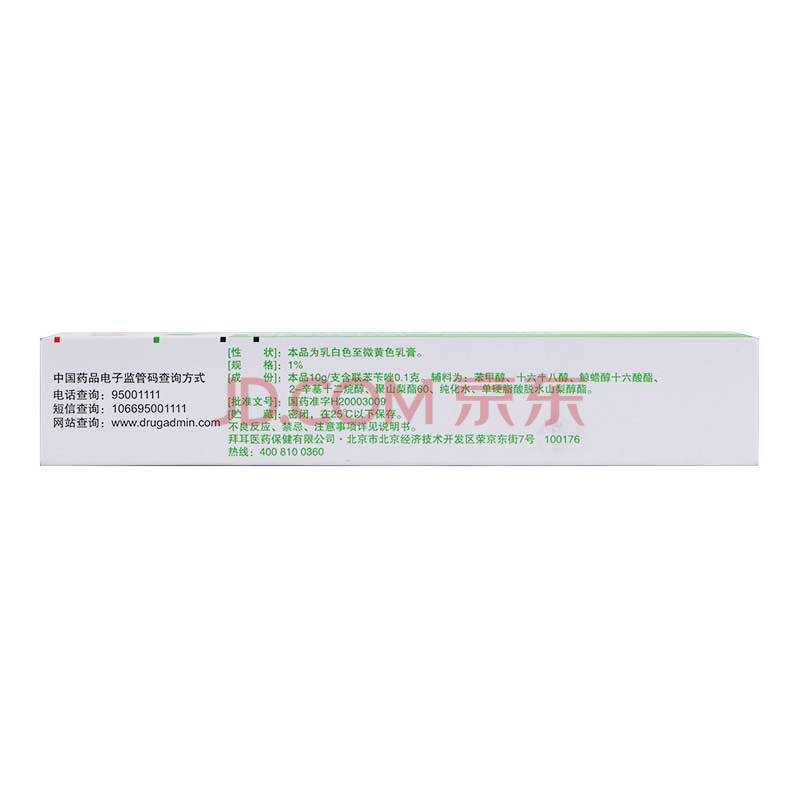 中国药品电子监管码查询方式
电话查询：95001111
短信查询：106695001111
网站查询：www.drugadmin.com
[性　　状]：本品为乳白色至微黄色乳膏。
[规　　格]：1%
[成　　份]：本品10g/支含联苯苄唑0.1克。辅料为：苯甲醇、十六十八醇、鲸蜡醇十六酸酯、
2-辛基十二烷醇、聚山梨酯60、纯化水、单硬脂酸脱水山梨醇酯。
[批准文号]：国药准字H20003009
[贮　　藏]：密闭，在25℃以下保存。
不良反应、禁忌、注意事项详见说明书。
拜耳医药保健有限公司·北京市北京经济技术开发区荣京东街7号 100176
热线：400 810 0360
JD.COM 京东